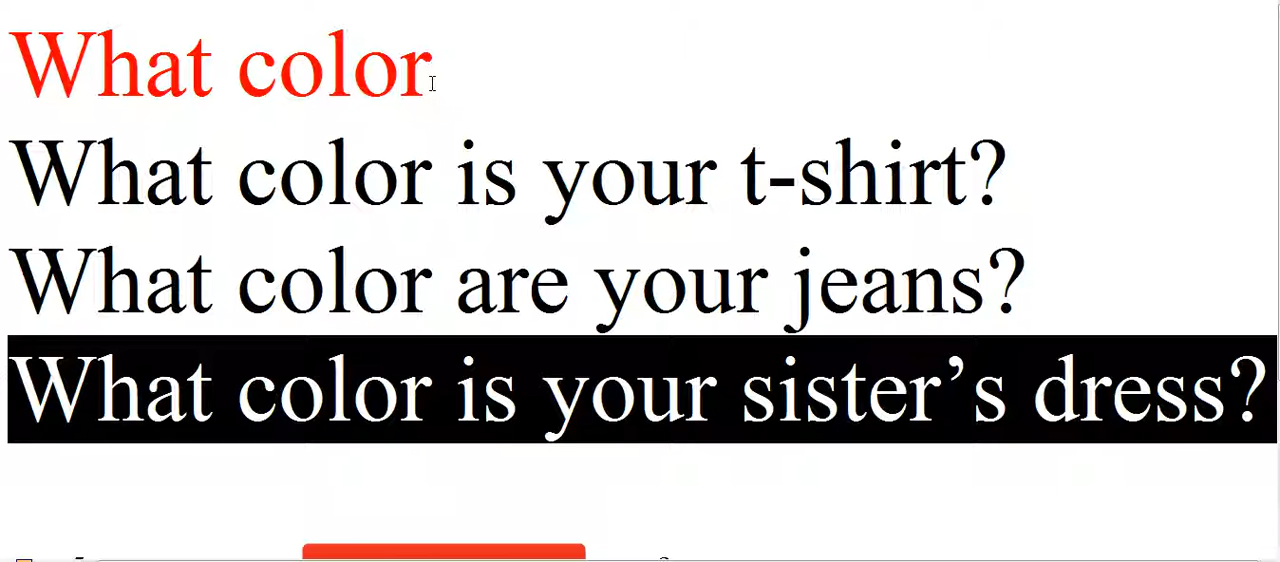 What color
What color is your t-shirt?
What color are your jeans?
What color is your sister’s dress?